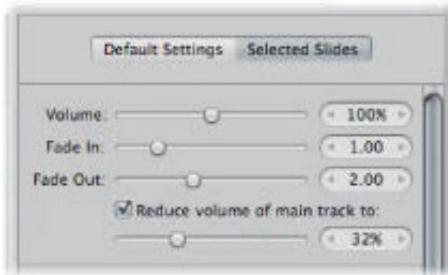 Default Settings Selected Slides
Volume: 100%
Fade In: 1.00
Fade Out: 2.00
Reduce volume of main track to:
32%